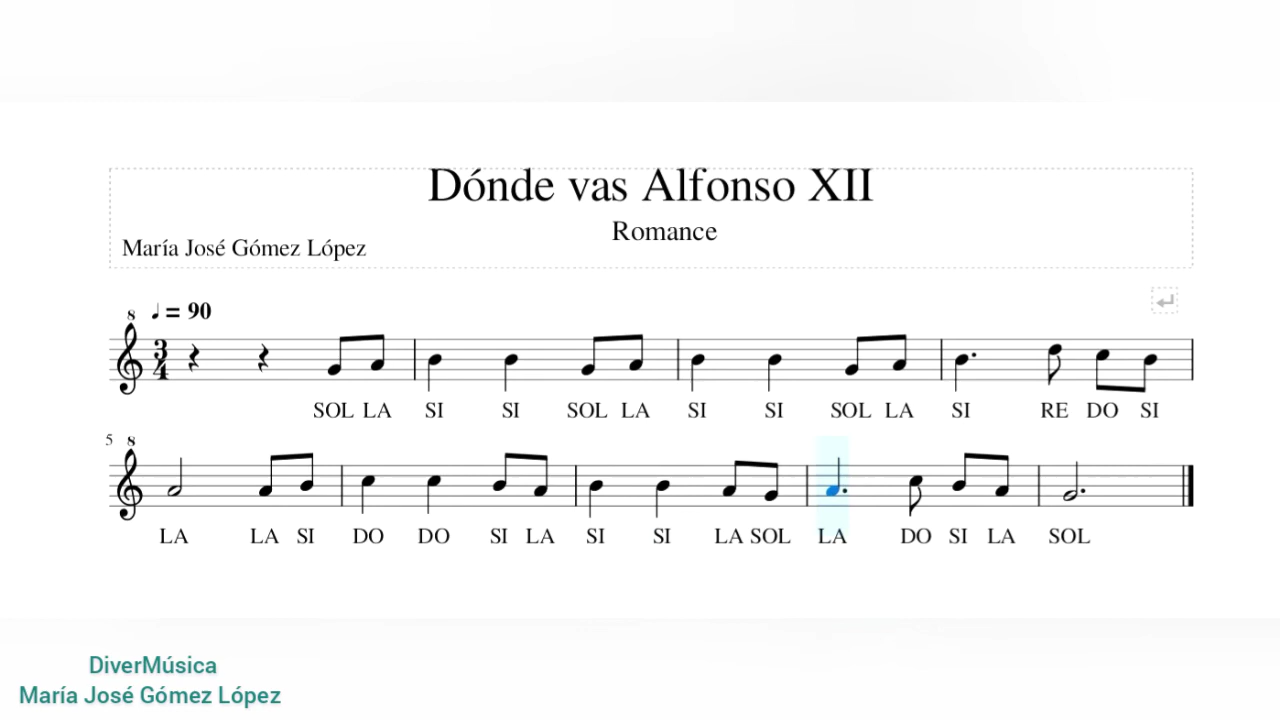 Dónde vas Alfonso XII
Romance
María José Gómez López
8 ♩ = 90
3
4
SOL LA SI SI SOL LA SI SI SOL LA SI RE DO SI
5 8
LA LA SI DO DO SI LA SI SI LA SOL LA DO SI LA SOL
DiverMúsica
María José Gómez López